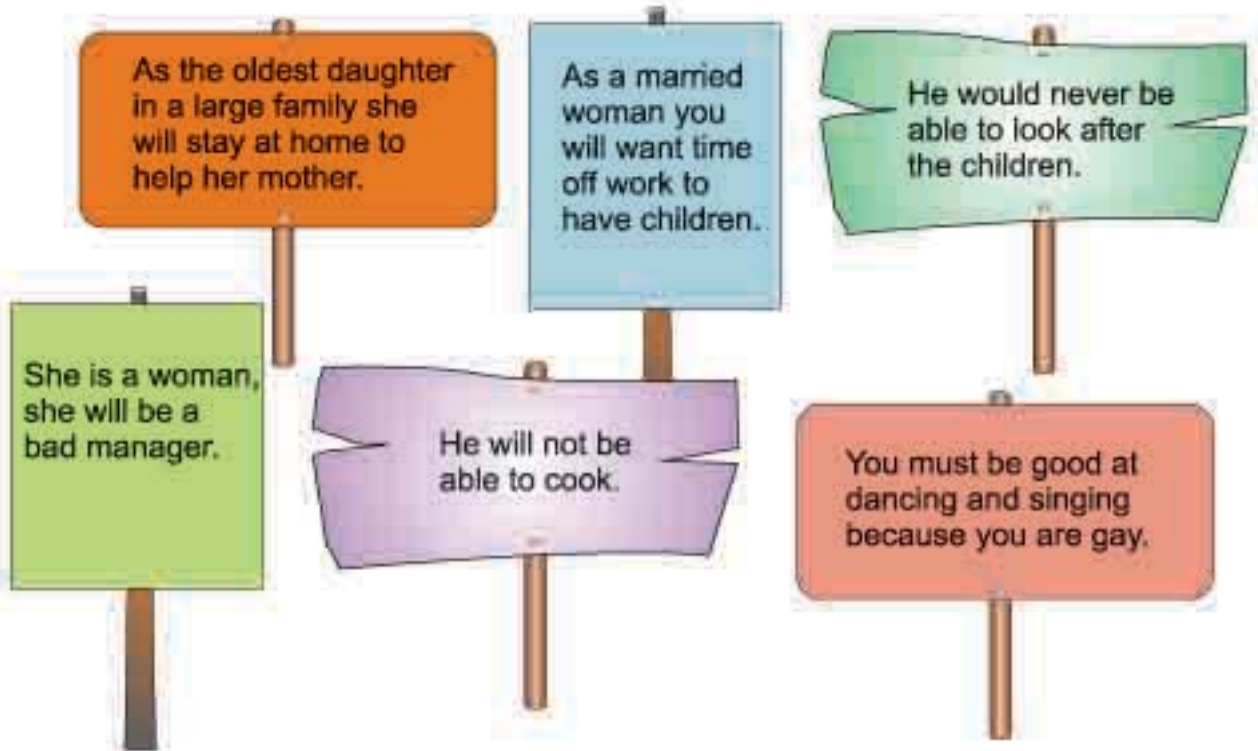 As the oldest daughter
in a large family she
will stay at home to
help her mother.
As a married
woman you
will want time
off work to
have children.
He would never be
able to look after
the children.
She is a woman,
she will be a
bad manager.
He will not be
able to cook.
You must be good at
dancing and singing
because you are gay.